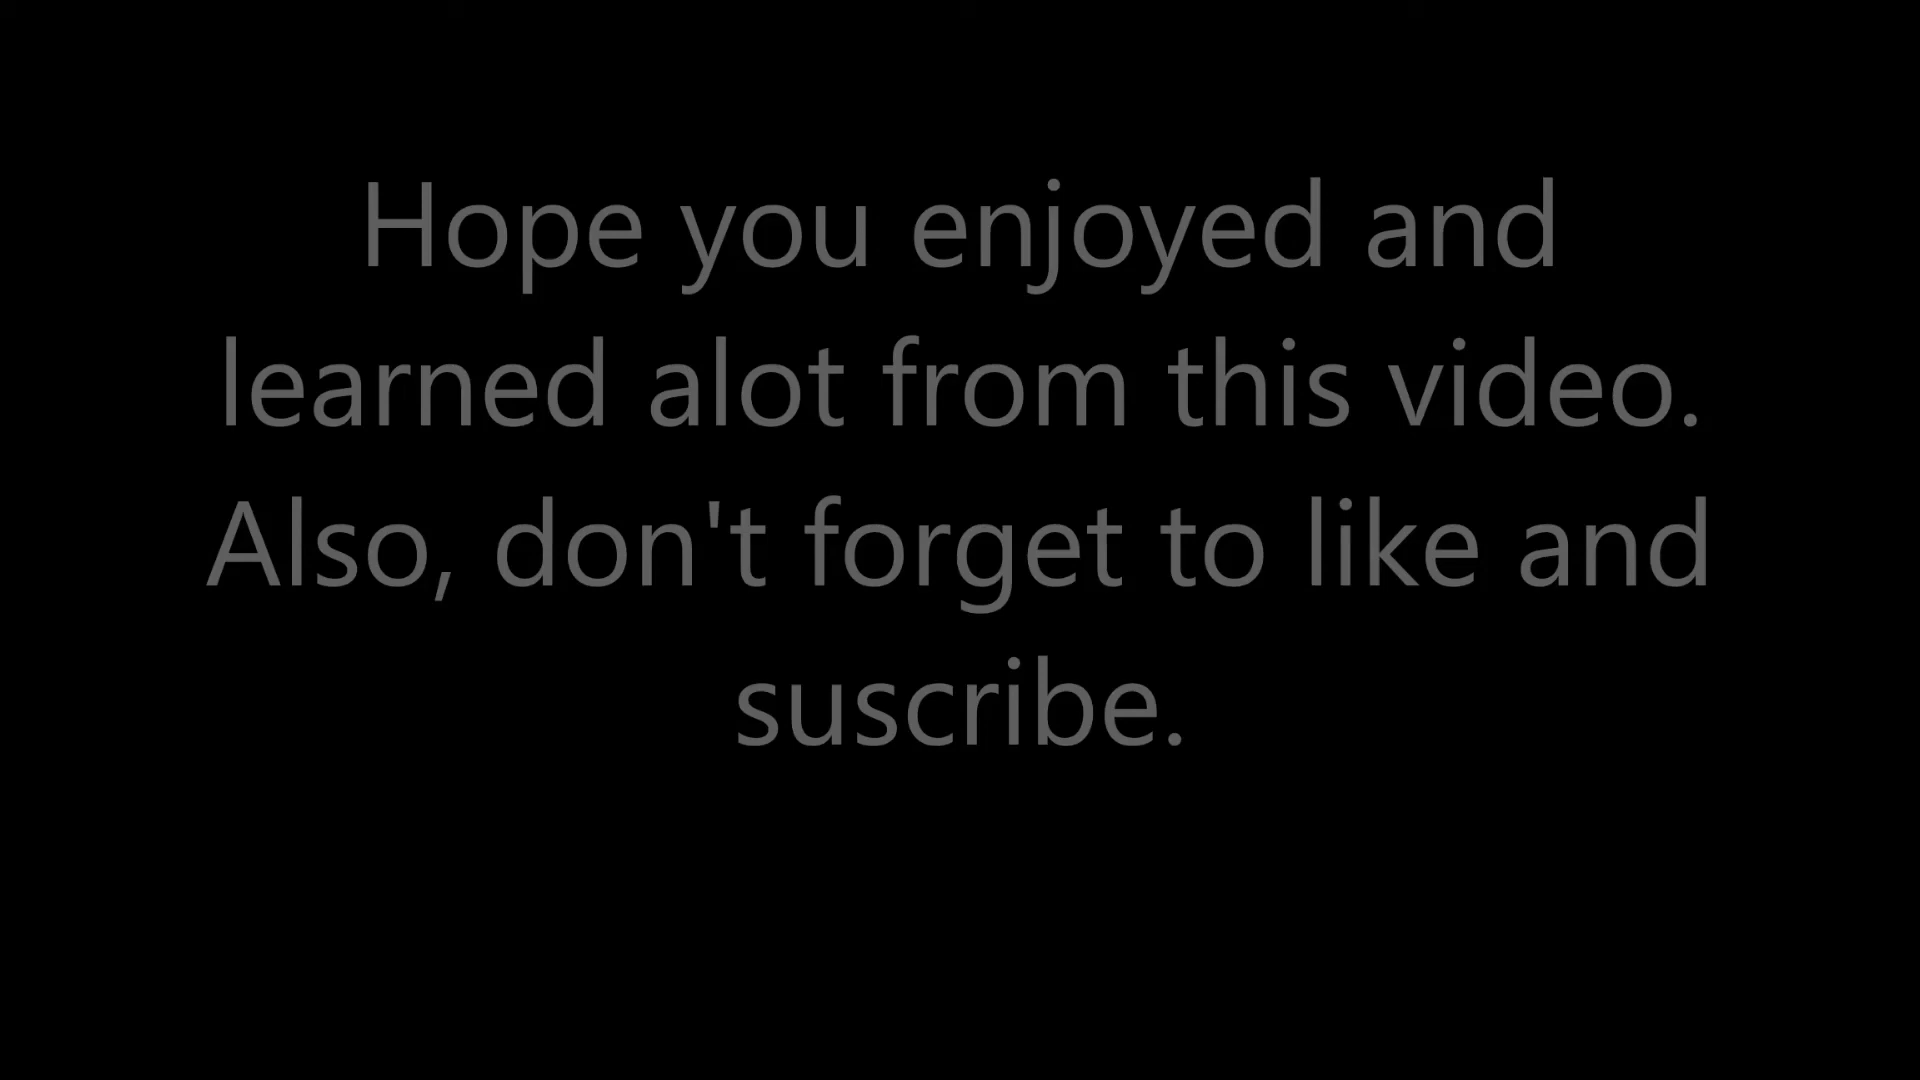 Hope you enjoyed and
learned alot from this video.
Also, don't forget to like and
suscribe.